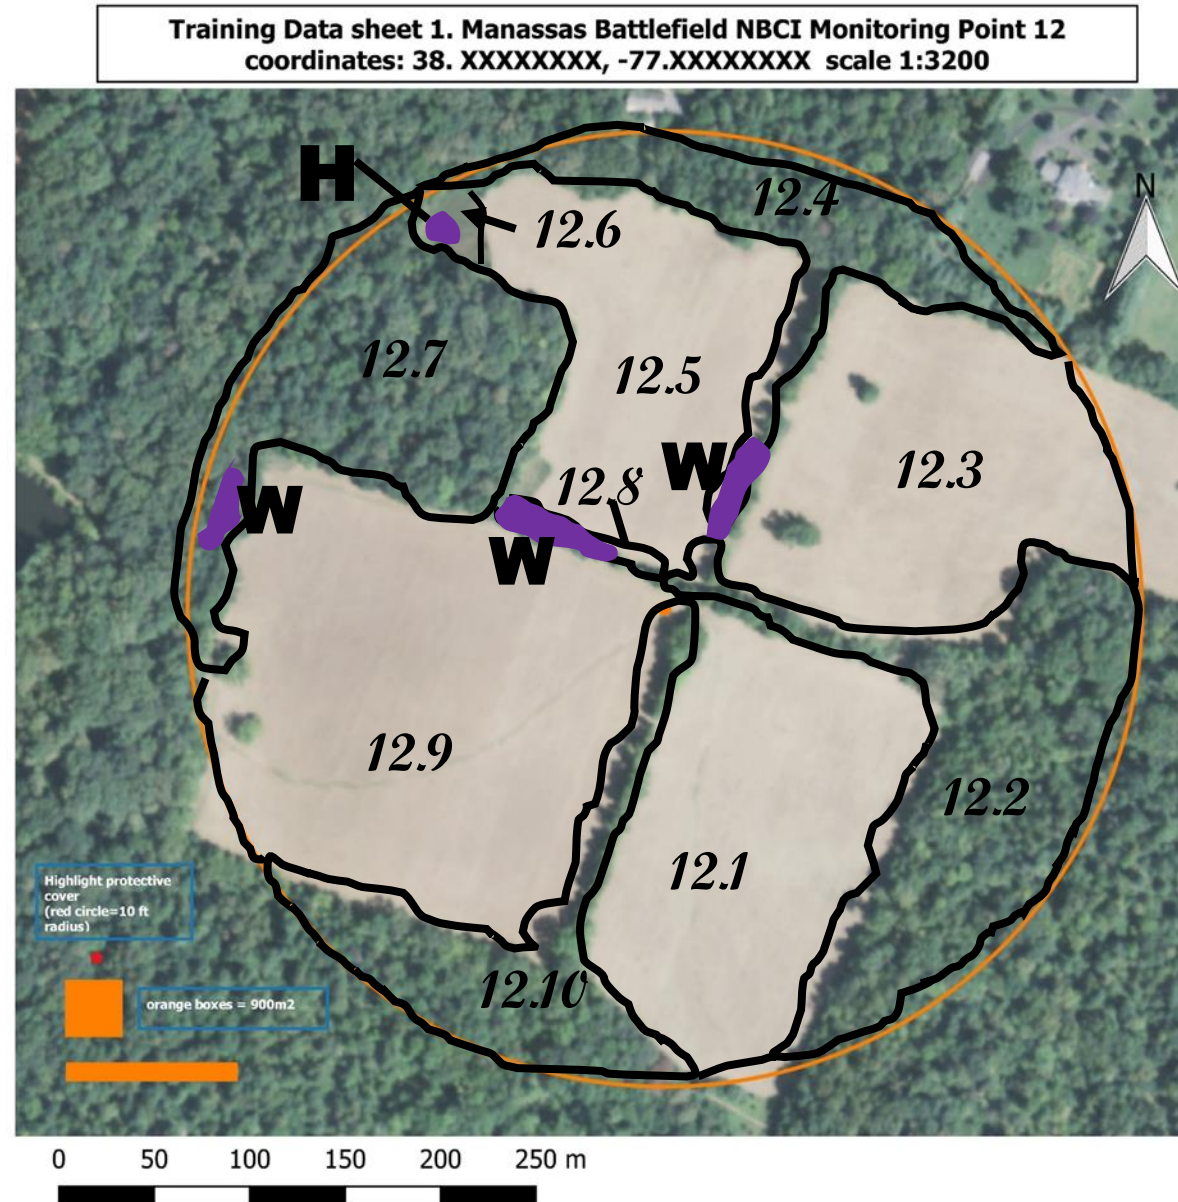 Training Data sheet 1. Manassas Battlefield NBCI Monitoring Point 12
coordinates: 38. XXXXXXXX, -77.XXXXXXXX  scale 1:3200
H
12.4
N
12.6
12.7
12.5
12.3
W
12.8
W
W
12.9
12.2
12.1
Highlight protective
cover
(red circle=10 ft
radius)
12.10
orange boxes = 900m2
0 50 100 150 200 250 m